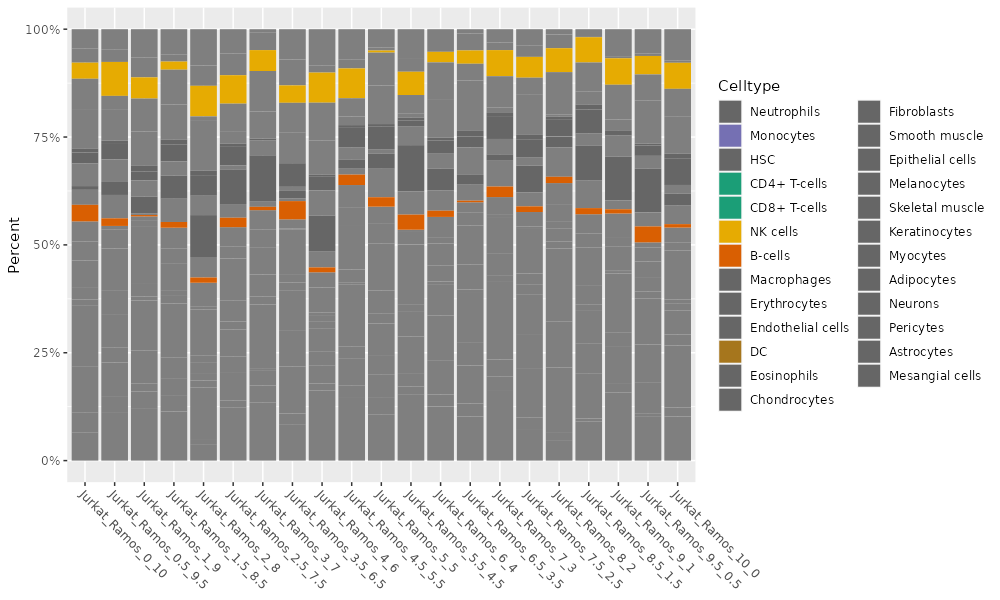 Percent
100%
75%
50%
25%
0%
Jurkat_Ramos_0_10
Jurkat_Ramos_0.5_9.5
Jurkat_Ramos_1_9
Jurkat_Ramos_1.5_8.5
Jurkat_Ramos_2_8
Jurkat_Ramos_2.5_7.5
Jurkat_Ramos_3_7
Jurkat_Ramos_3.5_6.5
Jurkat_Ramos_4_6
Jurkat_Ramos_4.5_5.5
Jurkat_Ramos_5_5
Jurkat_Ramos_5.5_4.5
Jurkat_Ramos_6_4
Jurkat_Ramos_6.5_3.5
Jurkat_Ramos_7_3
Jurkat_Ramos_7.5_2.5
Jurkat_Ramos_8_2
Jurkat_Ramos_8.5_1.5
Jurkat_Ramos_9_1
Jurkat_Ramos_9.5_0.5
Jurkat_Ramos_10_0
Celltype
Neutrophils
Monocytes
HSC
CD4+ T-cells
CD8+ T-cells
NK cells
B-cells
Macrophages
Erythrocytes
Endothelial cells
DC
Eosinophils
Chondrocytes
Fibroblasts
Smooth muscle
Epithelial cells
Melanocytes
Skeletal muscle
Keratinocytes
Myocytes
Adipocytes
Neurons
Pericytes
Astrocytes
Mesangial cells